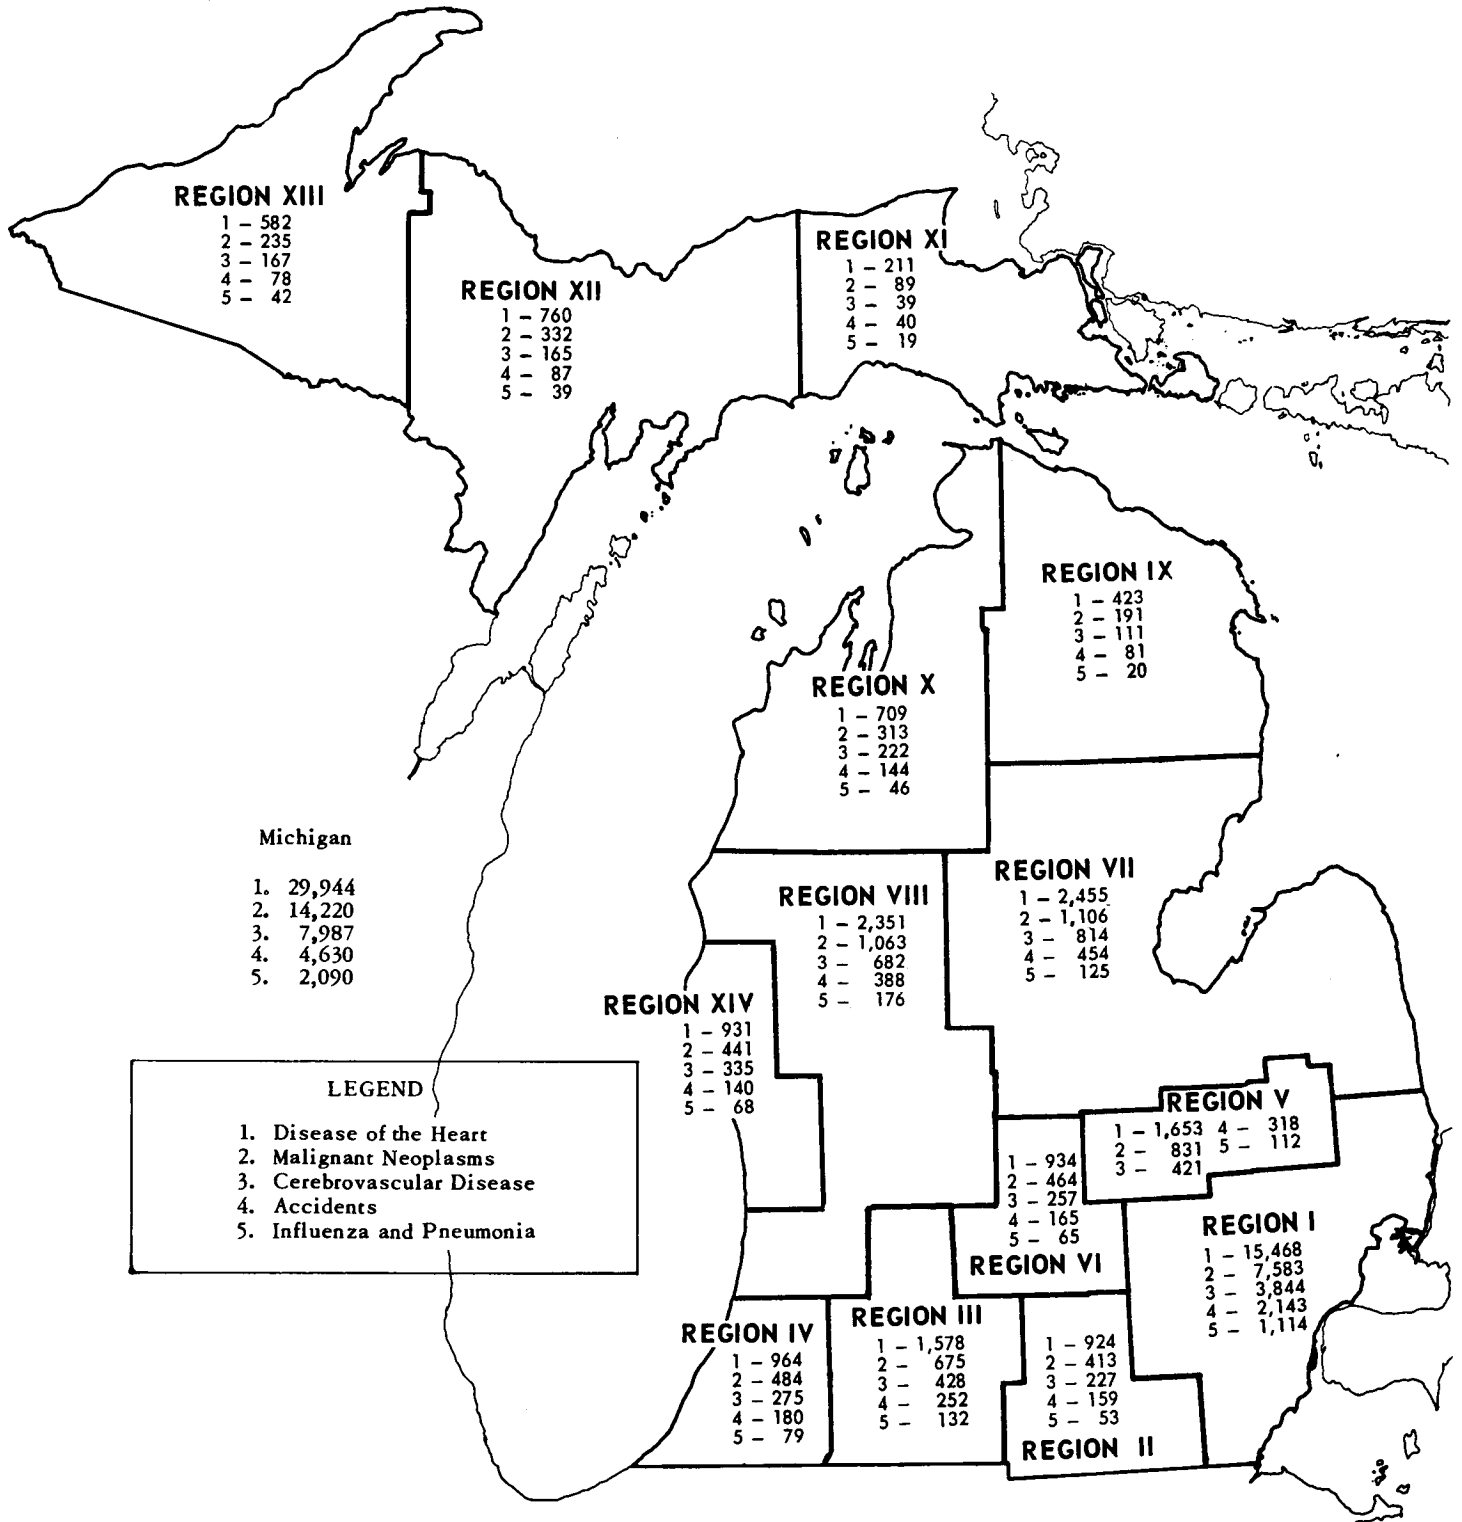 REGION XIII
1 – 582
2 – 235
3 – 167
4 – 78
5 – 42
REGION XII
1 – 760
2 – 332
3 – 165
4 – 87
5 – 39
REGION XI
1 – 211
2 – 89
3 – 39
4 – 40
5 – 19
REGION IX
1 – 423
2 – 191
3 – 111
4 – 81
5 – 20
REGION X
1 – 709
2 – 313
3 – 222
4 – 144
5 – 46
Michigan
1. 29,944
2. 14,220
3. 7,987
4. 4,630
5. 2,090
REGION VIII
1 – 2,351
2 – 1,063
3 – 682
4 – 388
5 – 176
REGION VII
1 – 2,455
2 – 1,106
3 – 814
4 – 454
5 – 125
REGION XIV
1 – 931
2 – 441
3 – 335
4 – 140
5 – 68
LEGEND
1. Disease of the Heart
2. Malignant Neoplasms
3. Cerebrovascular Disease
4. Accidents
5. Influenza and Pneumonia
REGION V
1 – 1,653 4 – 318
2 – 831 5 – 112
3 – 421
1 – 934
2 – 464
3 – 257
4 – 165
5 – 65
REGION VI
REGION I
1 – 15,468
2 – 7,583
3 – 3,844
4 – 2,143
5 – 1,114
REGION IV
1 – 964
2 – 484
3 – 275
4 – 180
5 – 79
REGION III
1 – 1,578
2 – 675
3 – 428
4 – 252
5 – 132
1 – 924
2 – 413
3 – 227
4 – 159
5 – 53
REGION II